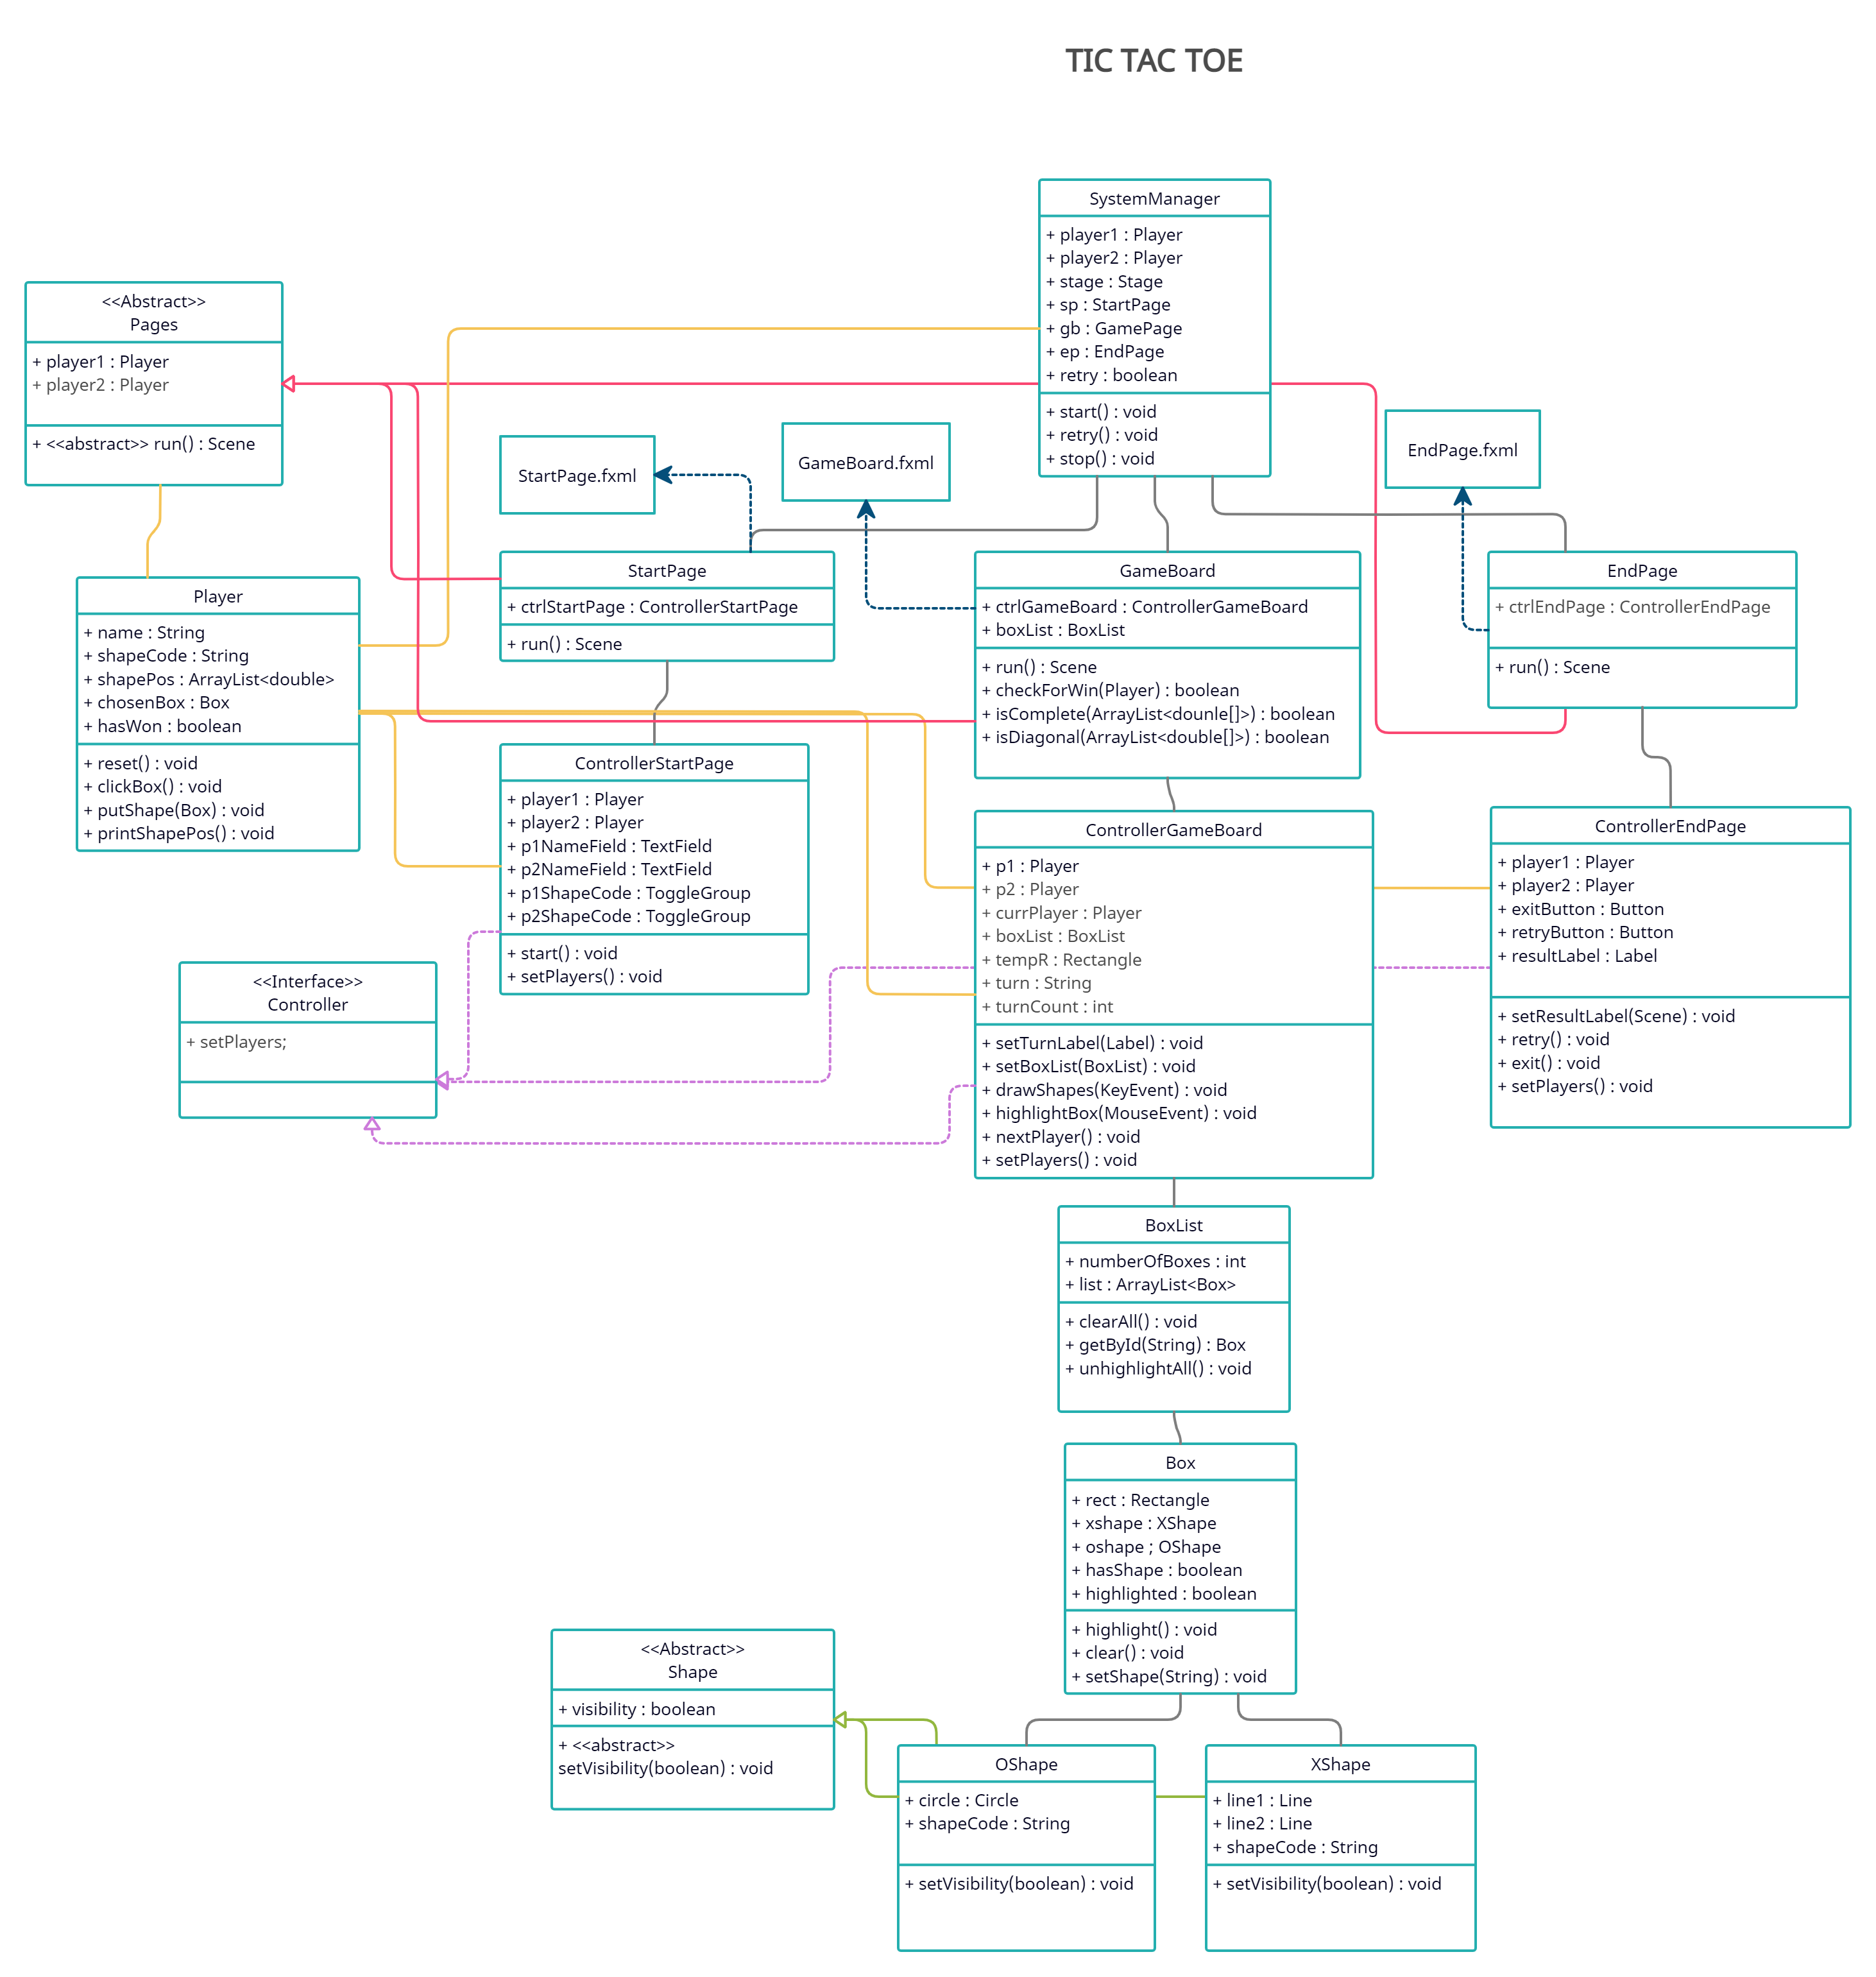 TIC TAC TOE
SystemManager
+ player1 : Player
+ player2 : Player
+ stage : Stage
+ sp : StartPage
+ gb : GamePage
+ ep : EndPage
+ retry : boolean
+ start() : void
+ retry() : void
+ stop() : void
<<Abstract>>
Pages
+ player1 : Player
+ player2 : Player
+ <<abstract>> run() : Scene
StartPage.fxml
GameBoard.fxml
EndPage.fxml
Player
+ name : String
+ shapeCode : String
+ shapePos : ArrayList<double>
+ chosenBox : Box
+ hasWon : boolean
+ reset() : void
+ clickBox() : void
+ putShape(Box) : void
+ printShapePos() : void
StartPage
+ ctrlStartPage : ControllerStartPage
+ run() : Scene
GameBoard
+ ctrlGameBoard : ControllerGameBoard
+ boxList : BoxList
+ run() : Scene
+ checkForWin(Player) : boolean
+ isComplete(ArrayList<dounle[]>) : boolean
+ isDiagonal(ArrayList<double[]>) : boolean
EndPage
+ ctrlEndPage : ControllerEndPage
+ run() : Scene
ControllerStartPage
+ player1 : Player
+ player2 : Player
+ p1NameField : TextField
+ p2NameField : TextField
+ p1ShapeCode : ToggleGroup
+ p2ShapeCode : ToggleGroup
+ start() : void
+ setPlayers() : void
ControllerGameBoard
+ p1 : Player
+ p2 : Player
+ currPlayer : Player
+ boxList : BoxList
+ tempR : Rectangle
+ turn : String
+ turnCount : int
+ setTurnLabel(Label) : void
+ setBoxList(BoxList) : void
+ drawShapes(KeyEvent) : void
+ highlightBox(MouseEvent) : void
+ nextPlayer() : void
+ setPlayers() : void
ControllerEndPage
+ player1 : Player
+ player2 : Player
+ exitButton : Button
+ retryButton : Button
+ resultLabel : Label
+ setResultLabel(Scene) : void
+ retry() : void
+ exit() : void
+ setPlayers() : void
<<Interface>>
Controller
+ setPlayers;
BoxList
+ numberOfBoxes : int
+ list : ArrayList<Box>
+ clearAll() : void
+ getById(String) : Box
+ unhighlightAll() : void
Box
+ rect : Rectangle
+ xshape : XShape
+ oshape ; OShape
+ hasShape : boolean
+ highlighted : boolean
+ highlight() : void
+ clear() : void
+ setShape(String) : void
<<Abstract>>
Shape
+ visibility : boolean
+ <<abstract>>
setVisibility(boolean) : void
OShape
+ circle : Circle
+ shapeCode : String
+ setVisibility(boolean) : void
XShape
+ line1 : Line
+ line2 : Line
+ shapeCode : String
+ setVisibility(boolean) : void